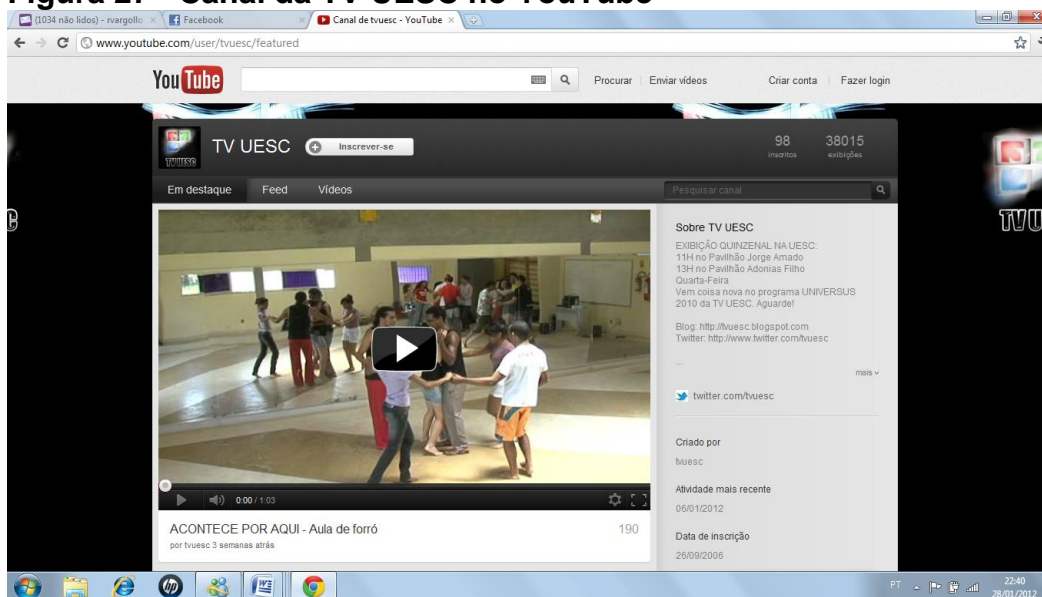 Figura 27 - Canal da TV UESC no YouTube
(1034 não lidos) - rvargollo
Facebook
Canal de tvuesc - YouTube
www.youtube.com/user/tvuesc/featured
YouTube
Procurar
Enviar vídeos
Criar conta
Fazer login
TV UESC
TV UESC
Inscrever-se
98
inscritos
38015
exibições
Em destaque
Feed
Vídeos
Pesquisar canal
Sobre TV UESC
EXIBIÇÃO QUINZENAL NA UESC:
11H no Pavilhão Jorge Amado
13H no Pavilhão Adonias Filho
Quarta-Feira
Vem coisa nova no programa UNIVERSUS
2010 da TV UESC. Aguarde!
Blog: http://tvuesc.blogspot.com
Twitter: http://www.twitter.com/tvuesc
...
mais
twitter.com/tvuesc
Criado por
tvuesc
Atividade mais recente
06/01/2012
Data de inscrição
26/09/2006
0:00 / 1:03
ACONTECE POR AQUI - Aula de forró
190
por tvuesc 3 semanas atrás
C
TV U
hp
W
PT
22:40
28/01/2012